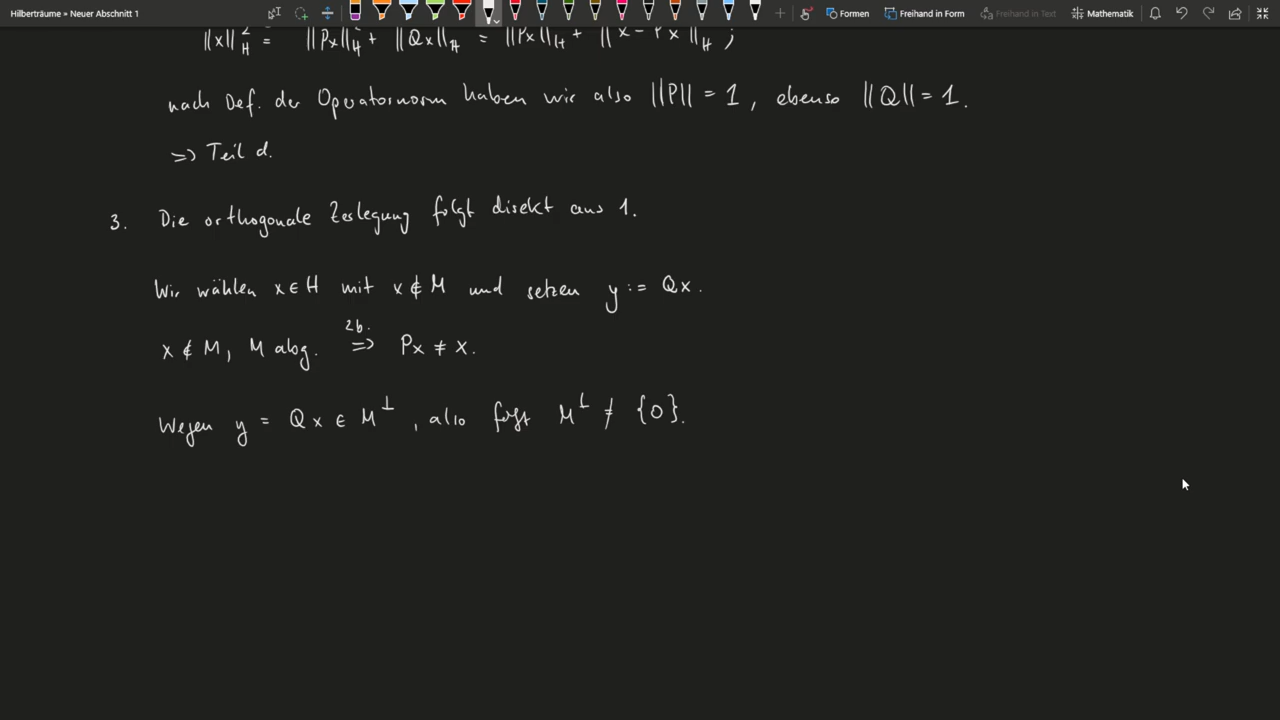 Hilberträume » Neuer Abschnitt 1 Formen Freihand in Form Freihand in Text Mathematik
||x||²_H = ||Px||²_H + ||Qx||_H = ||Px||_H + ||x - Px||_H ;
nach Def. der Operatornorm haben wir also ||P|| = 1, ebenso ||Q|| = 1.
=> Teil d.
3. Die orthogonale Zerlegung folgt direkt aus 1.
Wir wählen x ∈ H mit x ∉ M und setzen y := Qx.
2b.
x ∉ M, M abg. => Px ≠ x.
Wegen y = Qx ∈ M^⊥, also folgt M^⊥ ≠ {0}.